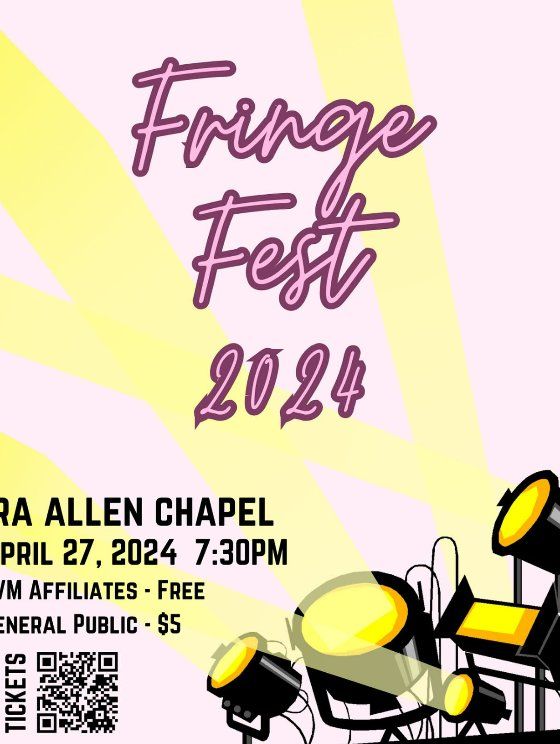 Fringe
Fest
2024
RA ALLEN CHAPEL
PRIL 27, 2024 7:30PM
VM AFFILIATES - FREE
ENERAL PUBLIC - $5
TICKETS